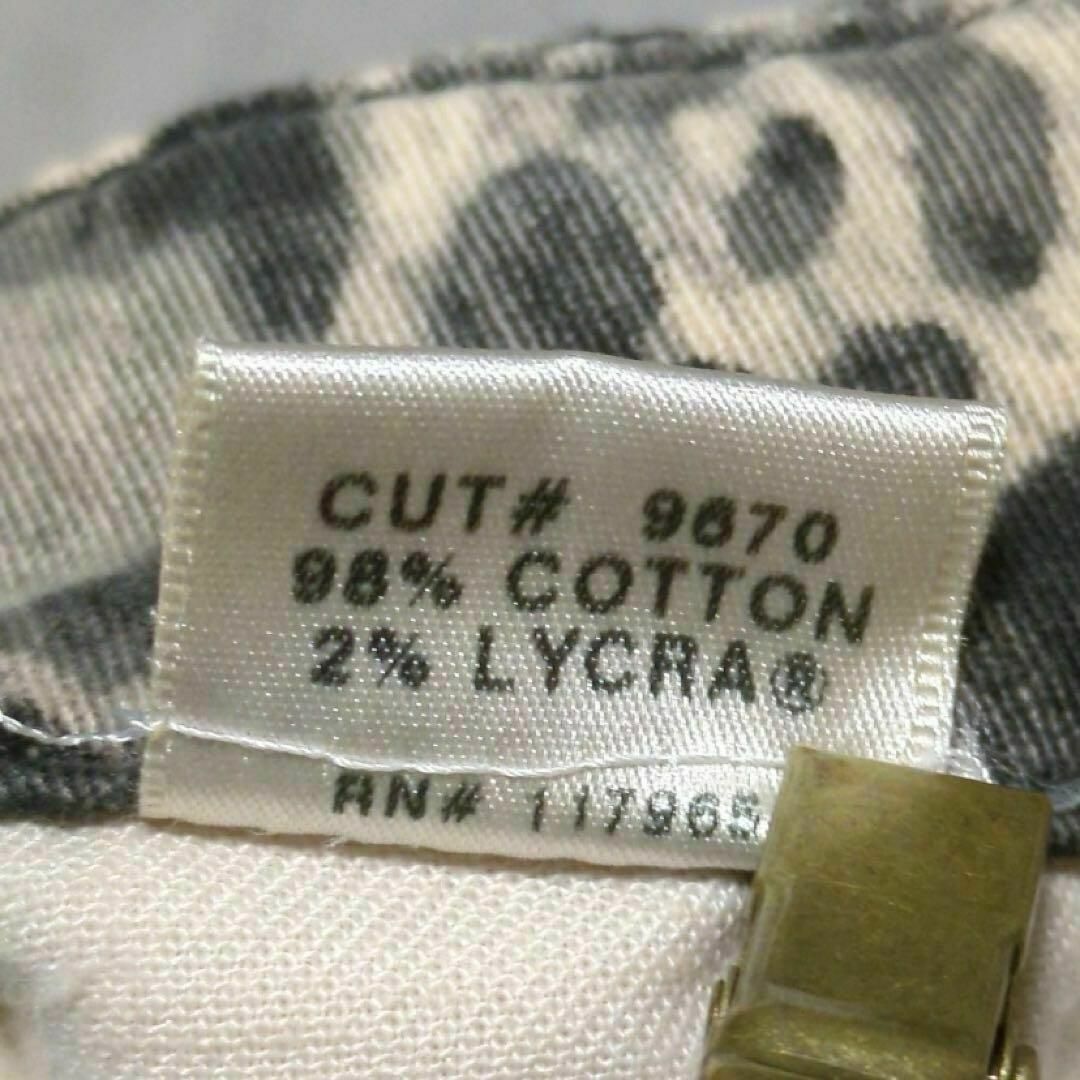 CUT# 9670
98% COTTON
2% LYCRA®
RN# 117965